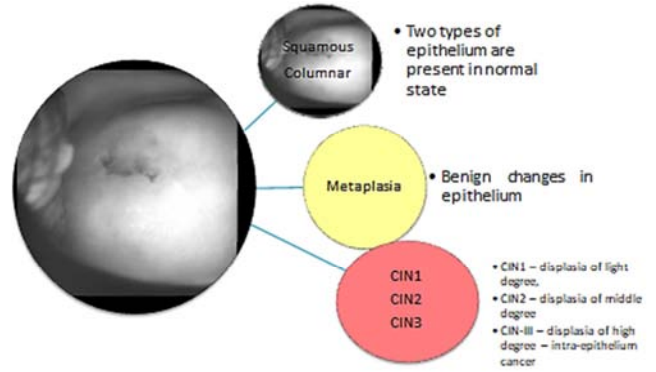 Squamous
Columnar
• Two types of
epithelium are
present in normal
state
Metaplasia
• Benign changes in
epithelium
CIN1
CIN2
CIN3
• CIN1 – displasia of light
degree,
• CIN2 – displasia of middle
degree
• CIN-III – displasia of high
degree – intra-epithelium
cancer